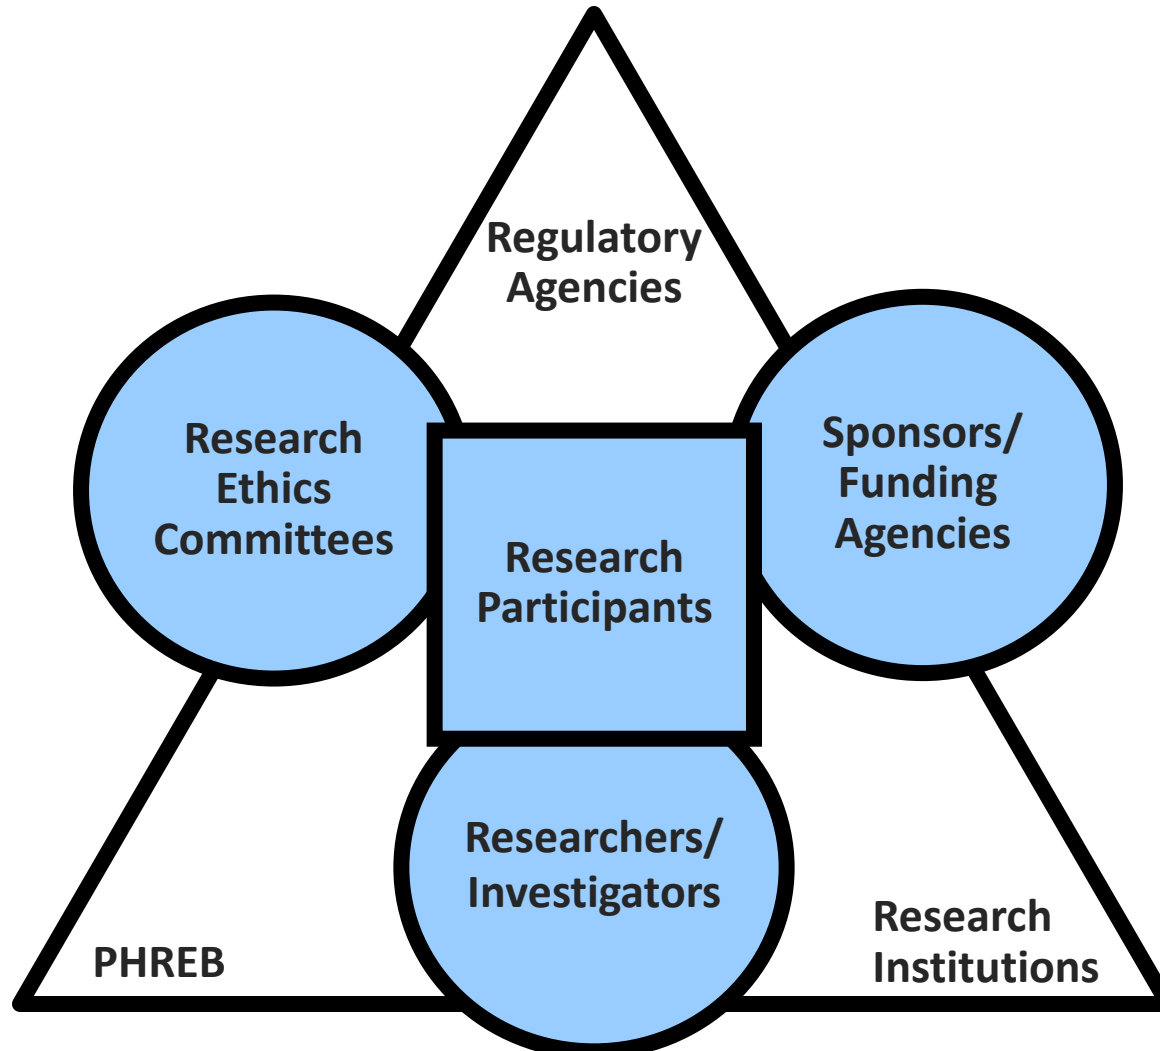 Regulatory
Agencies
Research
Ethics
Committees
Sponsors/
Funding
Agencies
Research
Participants
Researchers/
Investigators
PHREB
Research
Institutions